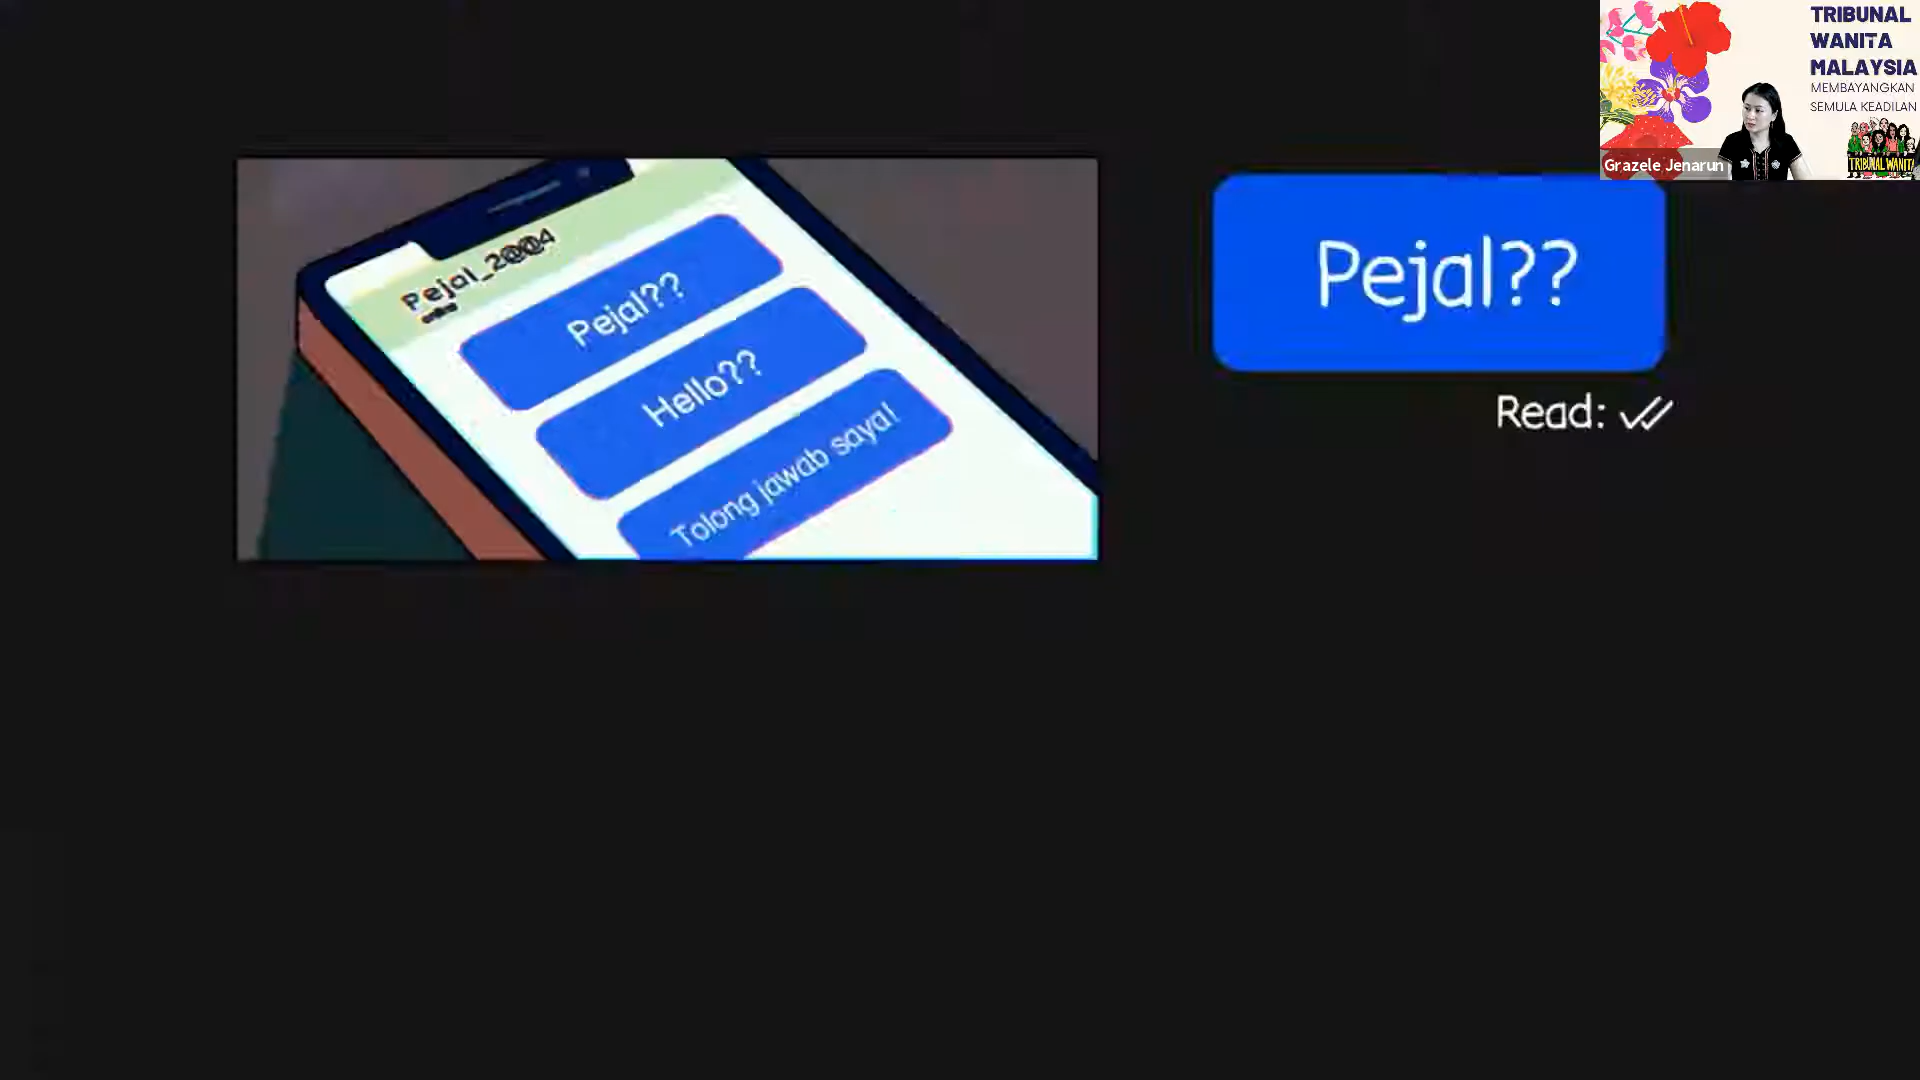 TRIBUNAL
WANITA
MALAYSIA
MEMBAYANGKAN
SEMULA KEADILAN
TRIBUNAL WANITA
Grazele Jenarun
Pejal_2004
Pejal??
Hello??
Tolong jawab saya!
Pejal??
Read: